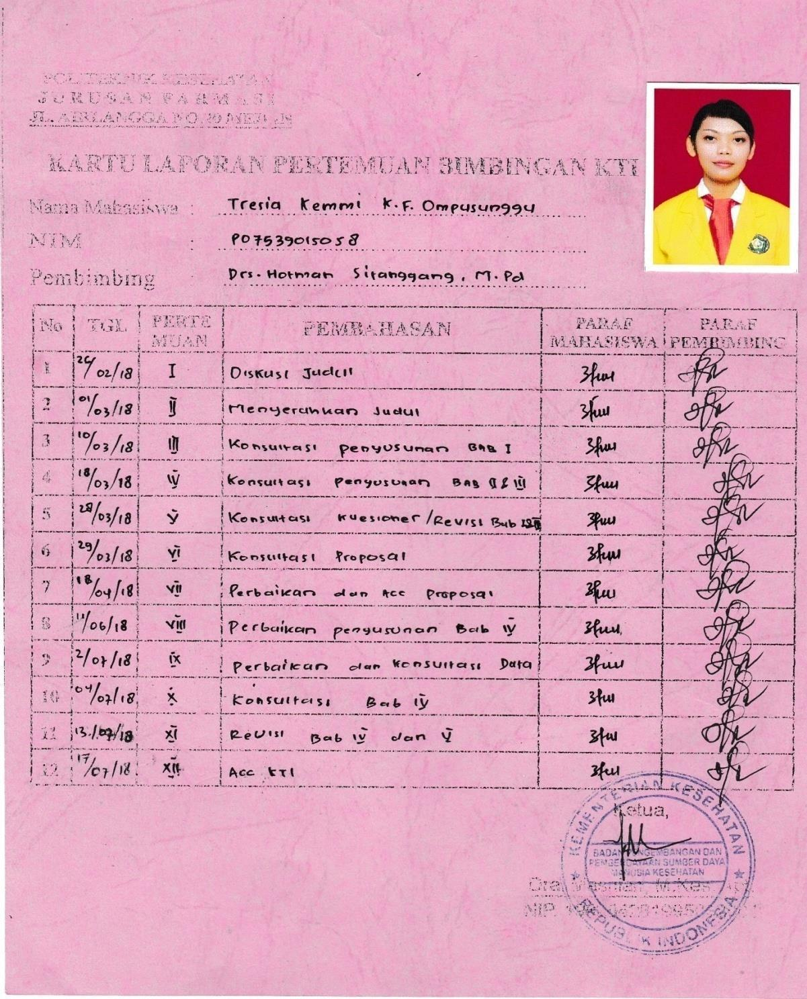 POLITEKNIK KESEHATAN
JURUSAN FARMASI
JL. AIRLANGGA NO. 20 MEDAN
KARTU LAPORAN PERTEMUAN BIMBINGAN KTI
Nama Mahasiswa : Tresia Kemmi K.F. Ompusunggu
NIM : P07539015058
Pembimbing : Drs. Hotman Sitanggang, M.Pd
No TGL PERTEMUAN PEMBAHASAN PARAF MAHASISWA PARAF PEMBIMBING
1 /02/18 I Diskusi Judul
2 01/03/18 II Menyerahkan Judul
3 10/03/18 III Konsultasi penyusunan BAB I
4 18/03/18 IV Konsultasi penyusunan BAB II & III
5 28/03/18 V Konsultasi Kuesioner/Revisi Bab
6 29/03/18 VI Konsultasi Proposal
7 18/04/18 VII Perbaikan dan Acc Proposal
8 11/06/18 VIII Perbaikan penyusunan Bab IV
9 2/07/18 IX Perbaikan dan Konsultasi Data
10 04/07/18 X Konsultasi Bab IV
11 13/07/18 XI Revisi Bab IV dan V
12 17/07/18 XII Acc KTI
Ketua,
KEMENTERIAN KESEHATAN
BADAN PENGEMBANGAN DAN
PEMBERDAYAAN SUMBER DAYA
MANUSIA KESEHATAN
REPUBLIK INDONESIA
Dra. M.Kes.
NIP.